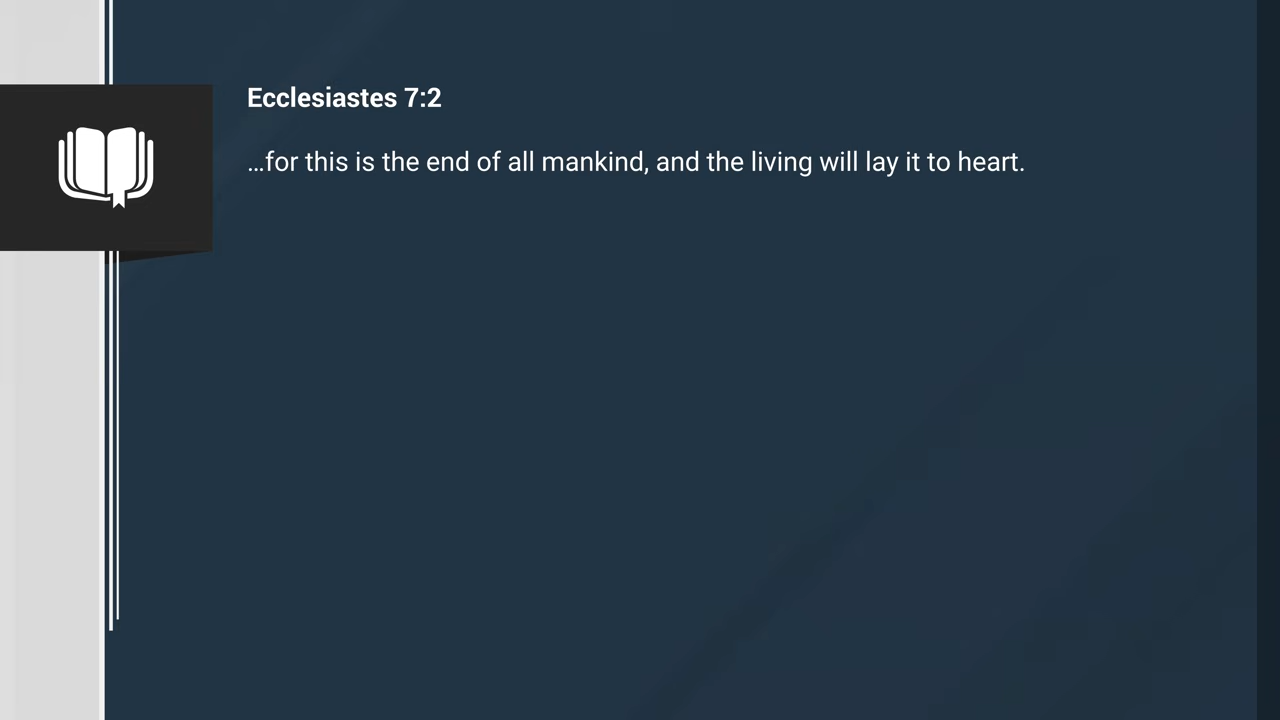 Ecclesiastes 7:2
…for this is the end of all mankind, and the living will lay it to heart.